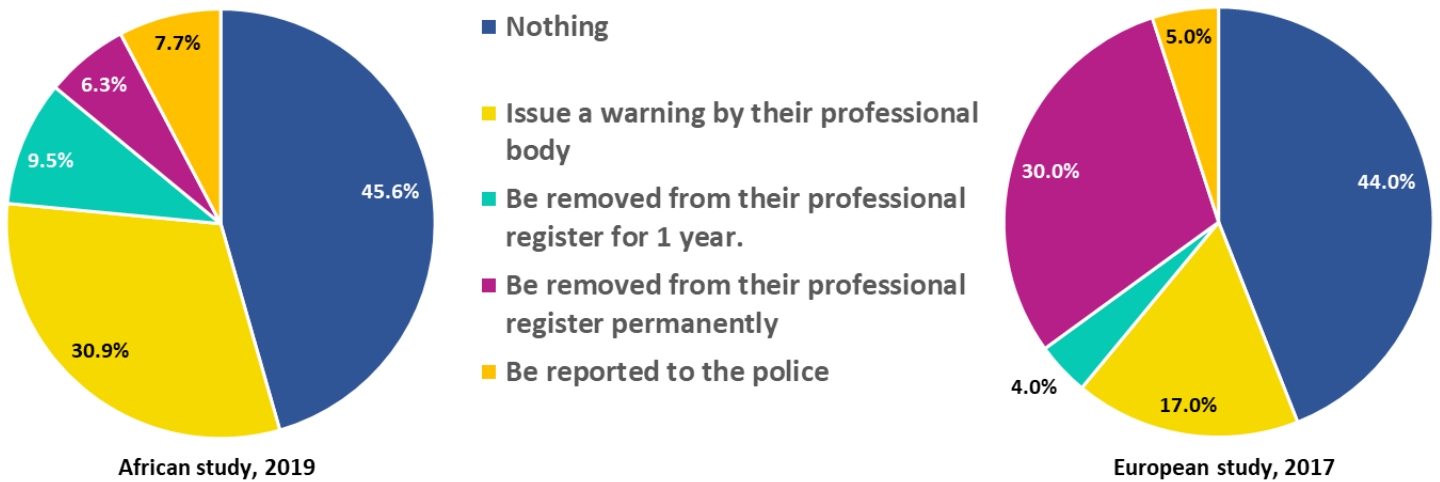 7.7%
6.3%
9.5%
45.6%
30.9%
African study, 2019
Nothing
Issue a warning by their professional
body
Be removed from their professional
register for 1 year.
Be removed from their professional
register permanently
Be reported to the police
5.0%
30.0%
44.0%
4.0%
17.0%
European study, 2017